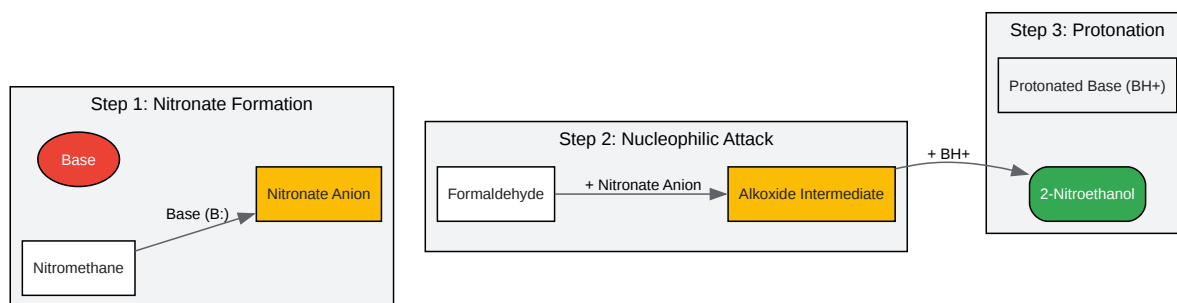 Step 1: Nitronate Formation
Base
Nitronate Anion
Base (B:)
Nitromethane
Step 2: Nucleophilic Attack
Formaldehyde
+ Nitronate Anion
Alkoxide Intermediate
+ BH+
Step 3: Protonation
Protonated Base (BH+)
2-Nitroethanol